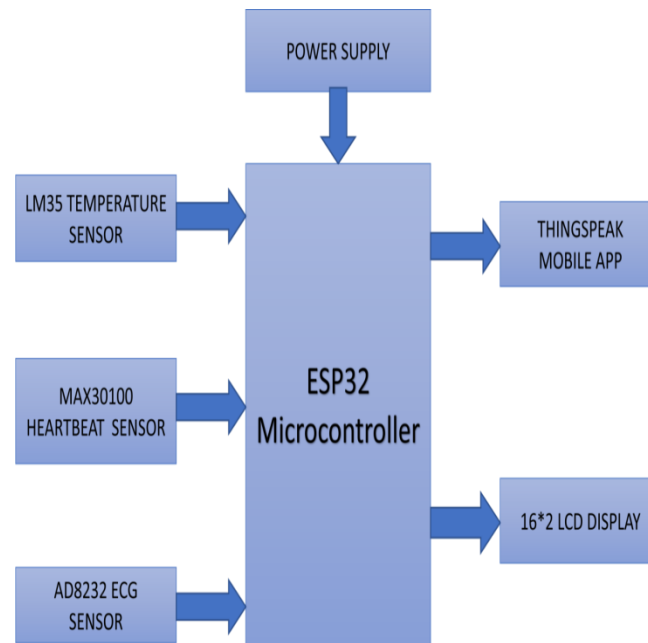 POWER SUPPLY
LM35 TEMPERATURE
SENSOR
THINGSPEAK
MOBILE APP
MAX30100
HEARTBEAT SENSOR
ESP32
Microcontroller
16*2 LCD DISPLAY
AD8232 ECG
SENSOR